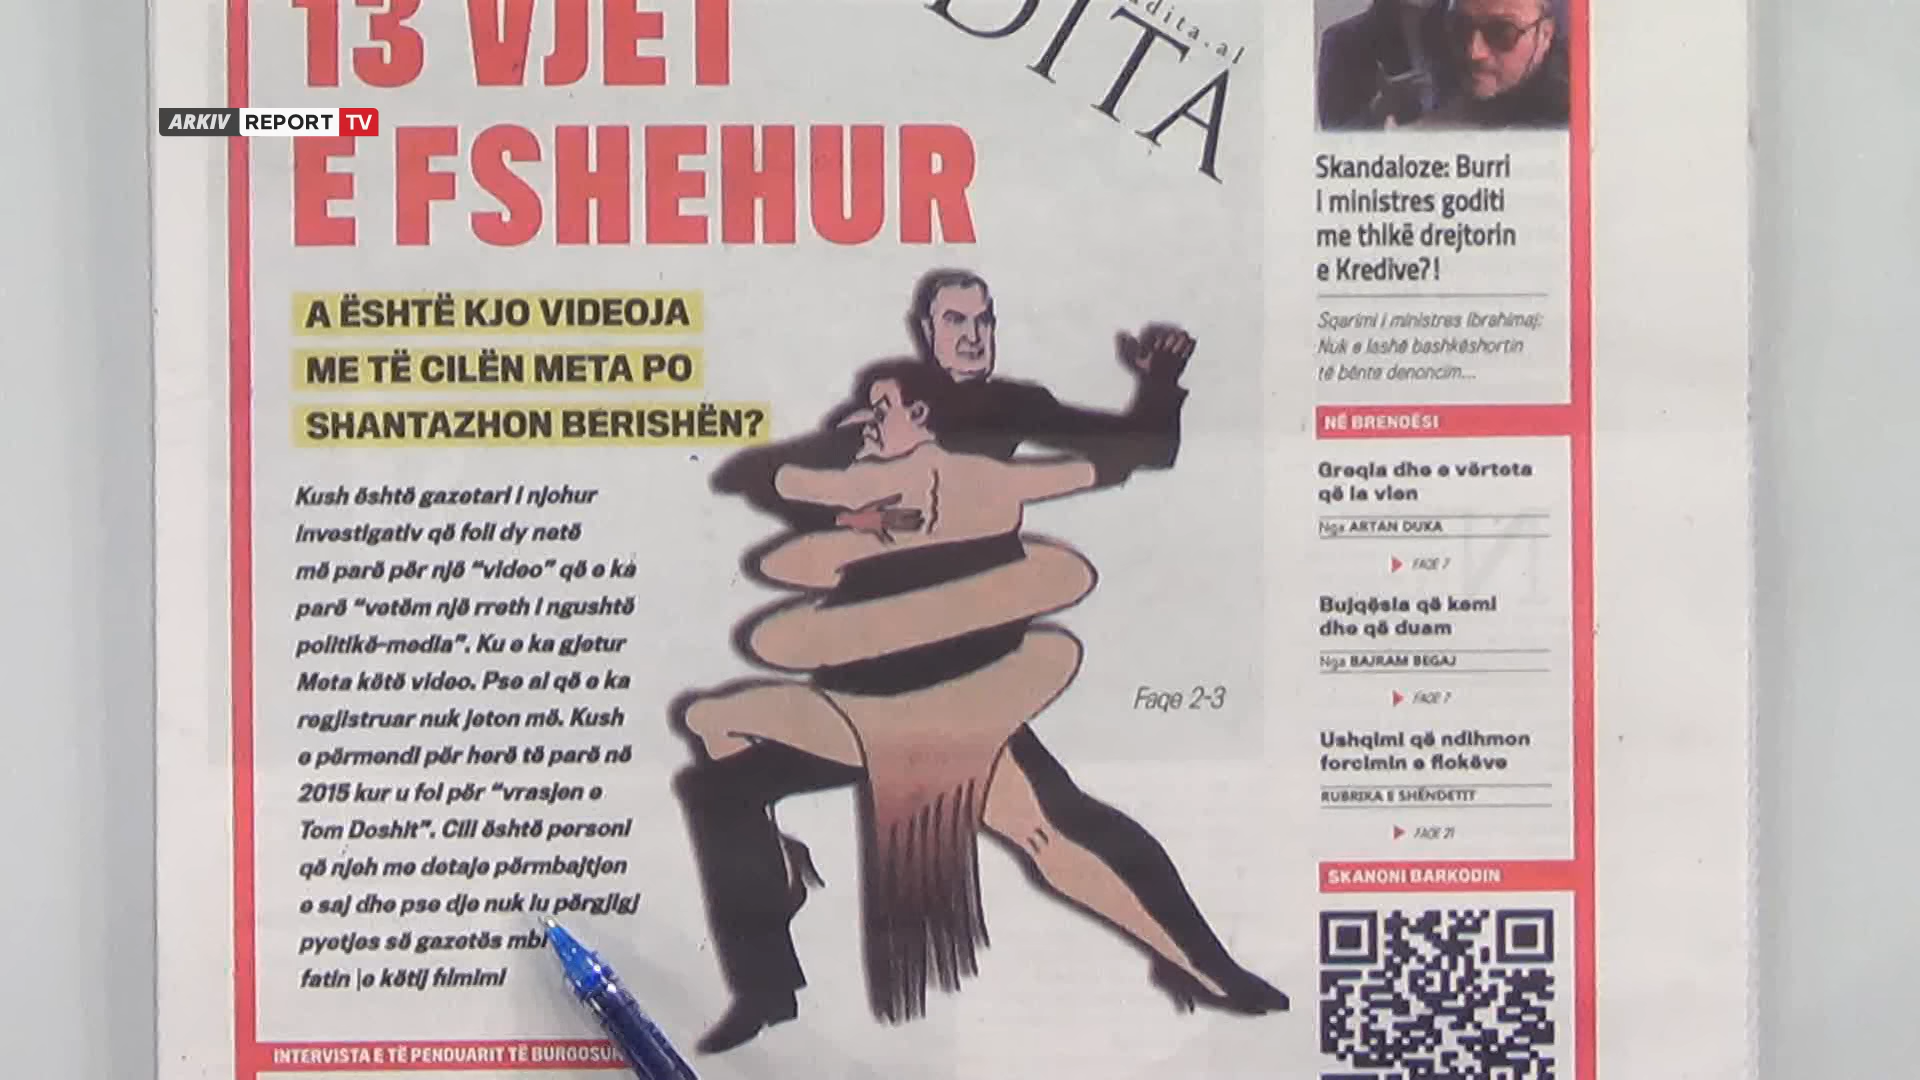 13 VJET
E FSHEHUR
DITA
dita.al
ARKIV REPORT TV
A ËSHTË KJO VIDEOJA
ME TË CILËN META PO
SHANTAZHON BERISHËN?
Kush është gazetari i njohur
investigativ që foli dy netë
më parë për një "video" që e ka
parë "vetëm një rreth i ngushtë
politikë-media". Ku e ka gjetur
Meta këtë video. Pse ai që e ka
regjistruar nuk jeton më. Kush
e përmendi për herë të parë në
2015 kur u fol për "vrasjen e
Tom Doshit". Cili është personi
që njeh me detaje përmbajtjen
e saj dhe pse dje nuk iu përgjigj
pyetjes së gazetës mbi
fatin e këtij filmimi
Faqe 2-3
INTERVISTA E TË PENDUARIT TË BURGOSUR
Skandaloze: Burri
i ministres goditi
me thikë drejtorin
e Kredive?!
Sqarimi i ministres Ibrahimaj:
Nuk e lashë bashkëshortin
të bënte denoncim...
NË BRENDËSI
Greqia dhe e vërteta
që la vlen
Nga ARTAN DUKA
FAQE 7
Bujqësia që kemi
dhe që duam
Nga BAJRAM BEGAJ
FAQE 7
Ushqimi që ndihmon
forcimin e flokëve
RUBRIKA E SHËNDETIT
FAQE 21
SKANONI BARKODIN